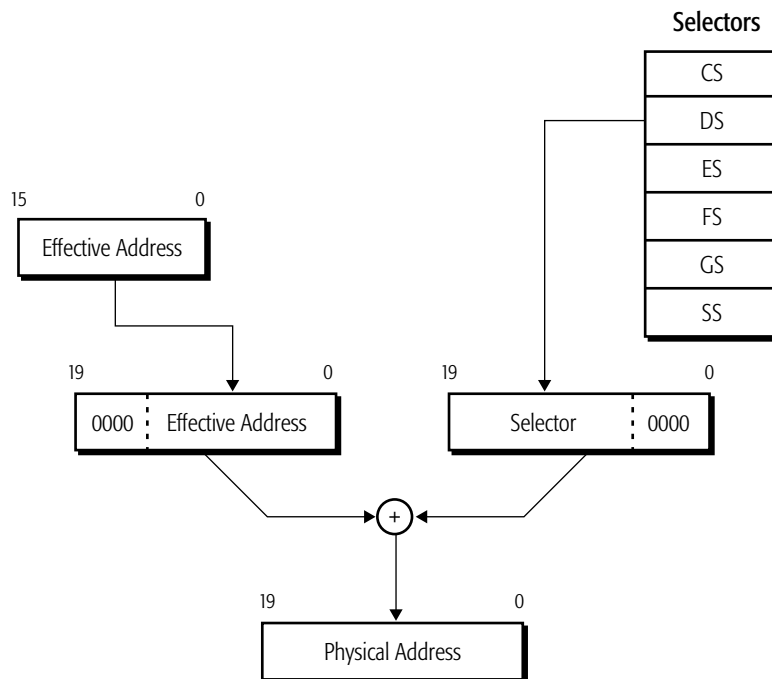 Selectors
CS
DS
ES
FS
GS
SS
15 0
Effective Address
19 0
0000 Effective Address
19 0
Selector 0000
+
19 0
Physical Address